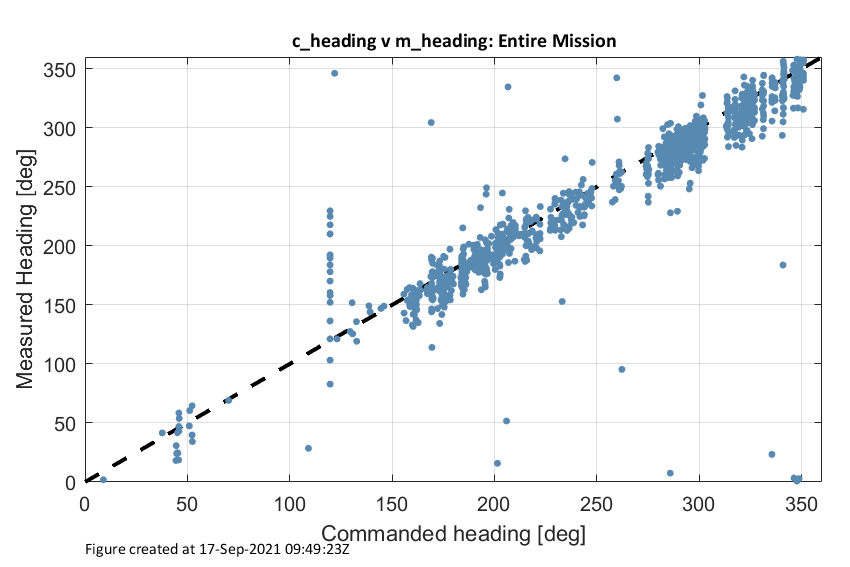 c_heading v m_heading: Entire Mission
350
300
250
200
150
100
50
0
Measured Heading [deg]
0 50 100 150 200 250 300 350
Commanded heading [deg]
Figure created at 17-Sep-2021 09:49:23Z